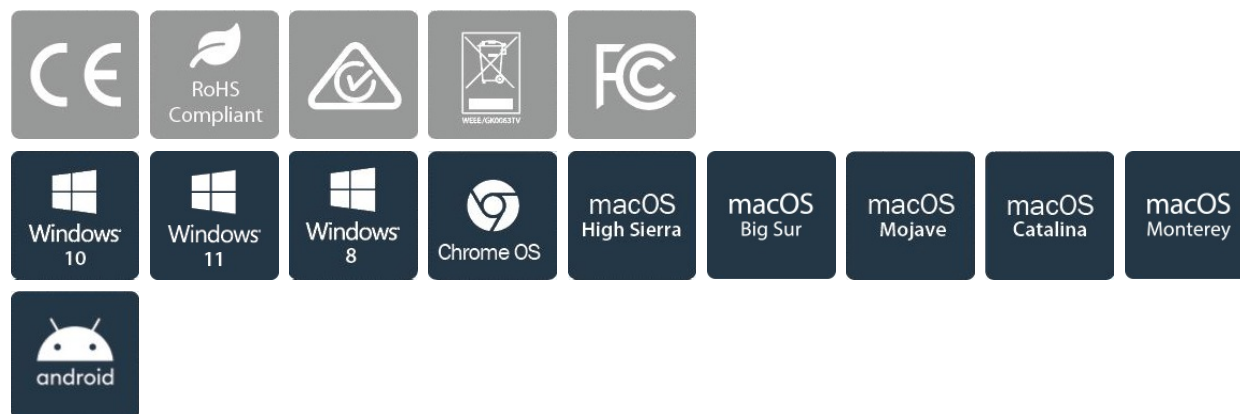 CE
RoHS
Compliant
WEEE/GK0063TV
FC
Windows
10
Windows
11
Windows
8
Chrome OS
macOS
High Sierra
macOS
Big Sur
macOS
Mojave
macOS
Catalina
macOS
Monterey
android